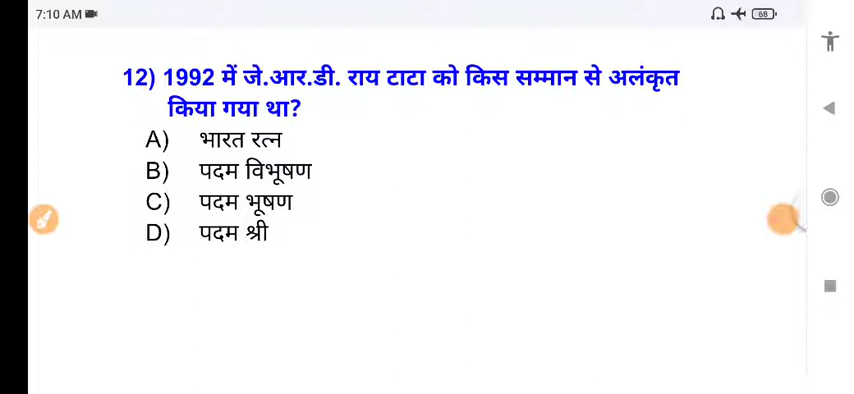 7:10 AM
68
12) 1992 में जे.आर.डी. राय टाटा को किस सम्मान से अलंकृत
किया गया था?
A) भारत रत्न
B) पदम विभूषण
C) पदम भूषण
D) पदम श्री